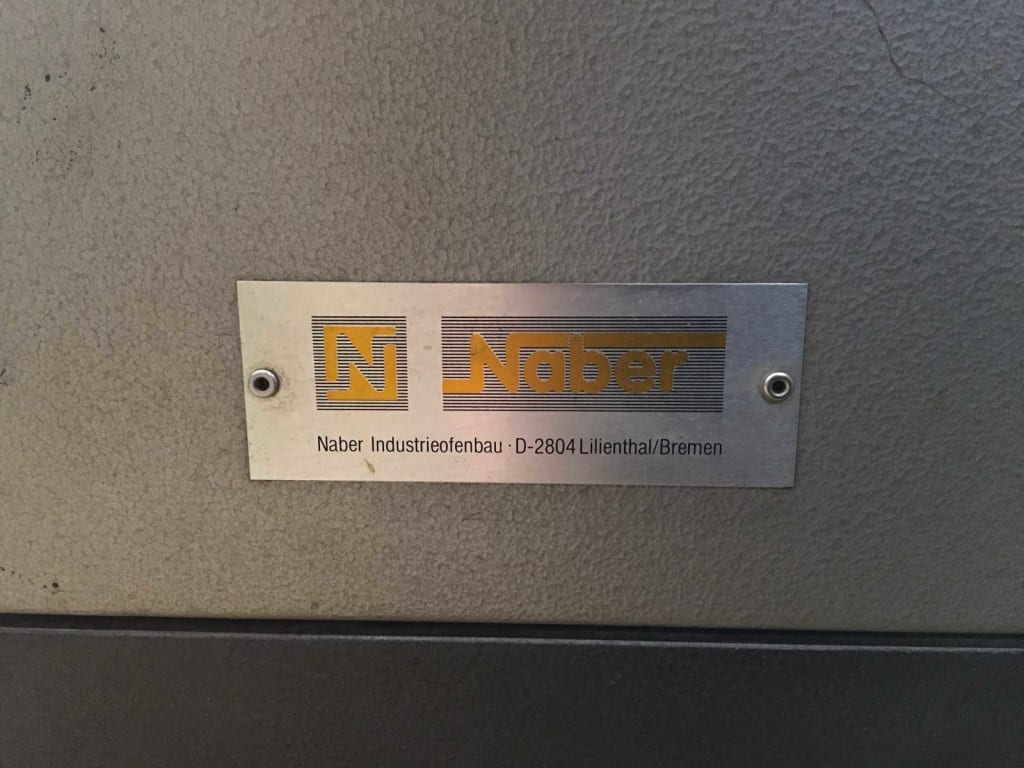 N Naber
Naber Industrieofenbau · D-2804 Lilienthal/Bremen